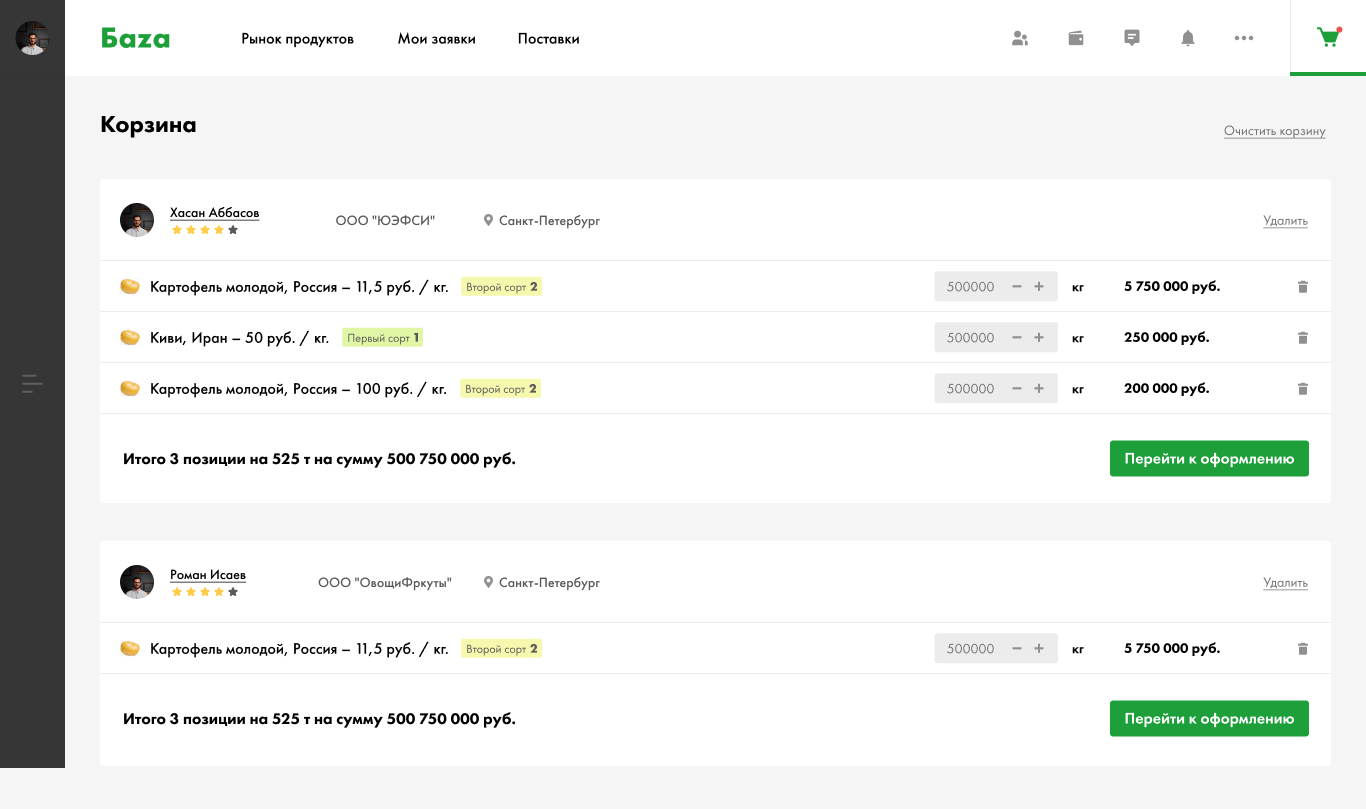 Баzа
Рынок продуктов
Мои заявки
Поставки
Корзина
Очистить корзину
Хасан Аббасов
ООО "ЮЭФСИ"
Санкт-Петербург
Удалить
Картофель молодой, Россия – 11,5 руб. / кг.
Второй сорт 2
500000
кг
5 750 000 руб.
Киви, Иран – 50 руб. / кг.
Первый сорт 1
500000
кг
250 000 руб.
Картофель молодой, Россия – 100 руб. / кг.
Второй сорт 2
500000
кг
200 000 руб.
Итого 3 позиции на 525 т на сумму 500 750 000 руб.
Перейти к оформлению
Роман Исаев
ООО "ОвощиФркуты"
Санкт-Петербург
Удалить
Картофель молодой, Россия – 11,5 руб. / кг.
Второй сорт 2
500000
кг
5 750 000 руб.
Итого 3 позиции на 525 т на сумму 500 750 000 руб.
Перейти к оформлению